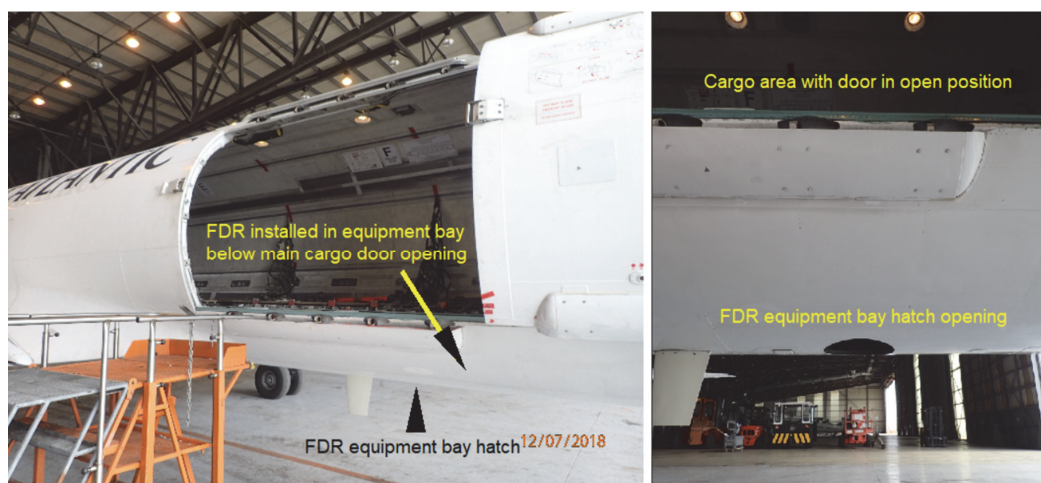 ATLANTIC
F
FDR installed in equipment bay
below main cargo door opening
FDR equipment bay hatch
12/07/2018
Cargo area with door in open position
FDR equipment bay hatch opening